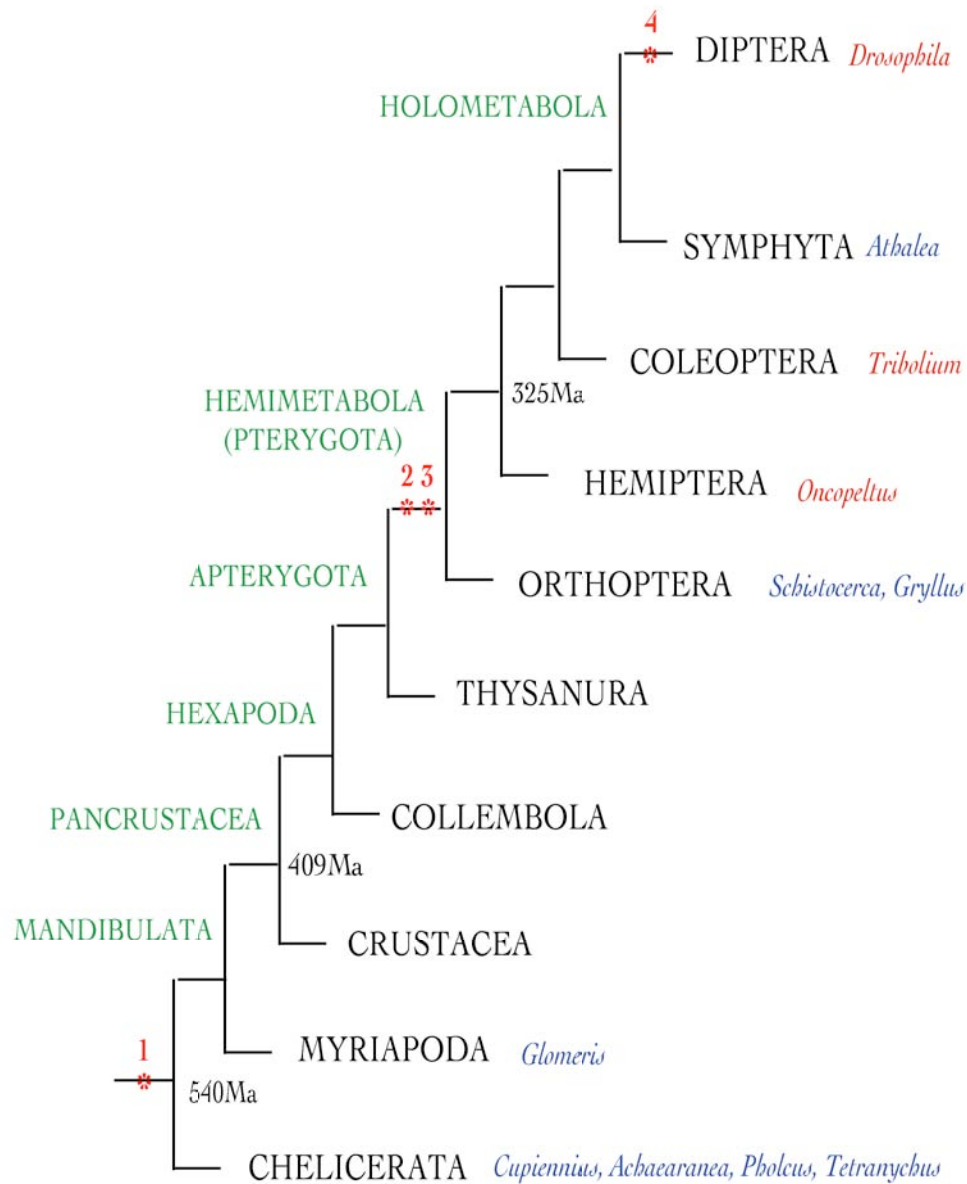 4
DIPTERA Drosophila
HOLOMETABOLA
SYMPHYTA Athalea
COLEOPTERA Tribolium
325Ma
HEMIMETABOLA
(PTERYGOTA)
2 3
HEMIPTERA Oncopeltus
APTERYGOTA
ORTHOPTERA Schistocerca, Gryllus
THYSANURA
HEXAPODA
PANCRUSTACEA
COLLEMBOLA
409Ma
MANDIBULATA
CRUSTACEA
MYRIAPODA Glomeris
1
540Ma
CHELICERATA Cupiennius, Achaearanea, Pholcus, Tetranychus